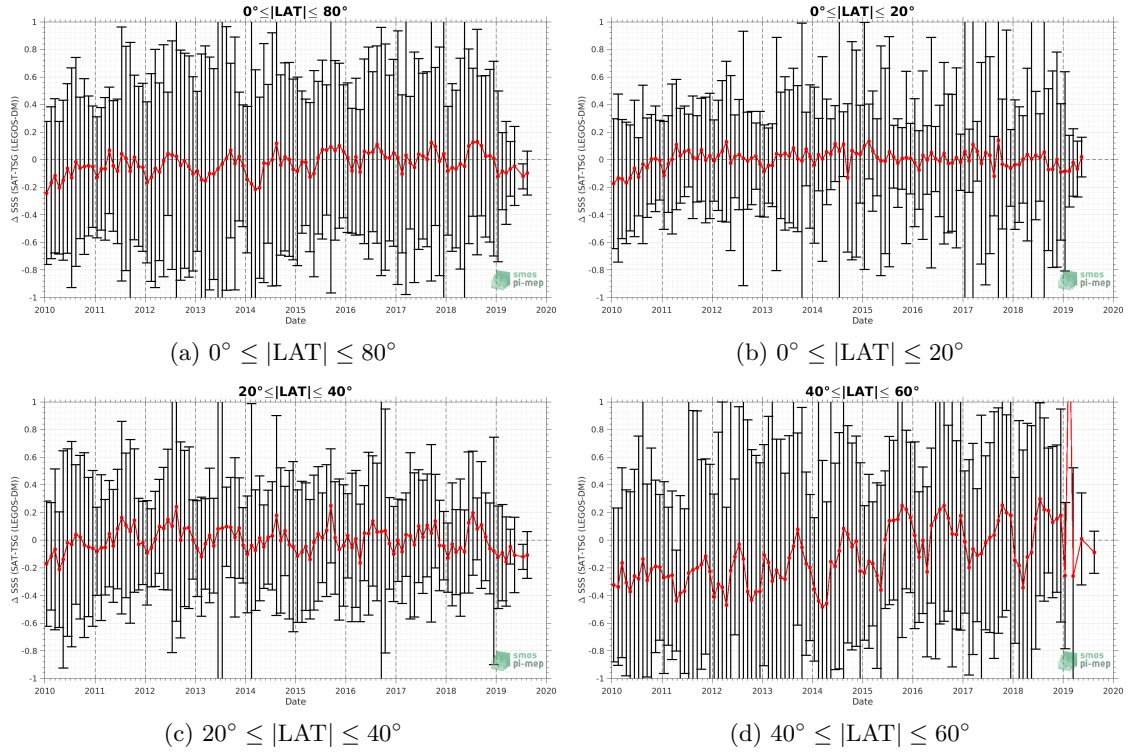 0°≤|LAT|≤ 80°
Δ SSS (SAT-TSG (LEGOS-DM))
1
0.8
0.6
0.4
0.2
0
-0.2
-0.4
-0.6
-0.8
-1
2010 2011 2012 2013 2014 2015 2016 2017 2018 2019 2020
Date
smos
pi-mep
(a) 0° ≤ |LAT| ≤ 80°
0°≤|LAT|≤ 20°
Δ SSS (SAT-TSG (LEGOS-DM))
1
0.8
0.6
0.4
0.2
0
-0.2
-0.4
-0.6
-0.8
-1
2010 2011 2012 2013 2014 2015 2016 2017 2018 2019 2020
Date
smos
pi-mep
(b) 0° ≤ |LAT| ≤ 20°
20°≤|LAT|≤ 40°
Δ SSS (SAT-TSG (LEGOS-DM))
1
0.8
0.6
0.4
0.2
0
-0.2
-0.4
-0.6
-0.8
-1
2010 2011 2012 2013 2014 2015 2016 2017 2018 2019 2020
Date
smos
pi-mep
(c) 20° ≤ |LAT| ≤ 40°
40°≤|LAT|≤ 60°
Δ SSS (SAT-TSG (LEGOS-DM))
1
0.8
0.6
0.4
0.2
0
-0.2
-0.4
-0.6
-0.8
-1
2010 2011 2012 2013 2014 2015 2016 2017 2018 2019 2020
Date
smos
pi-mep
(d) 40° ≤ |LAT| ≤ 60°